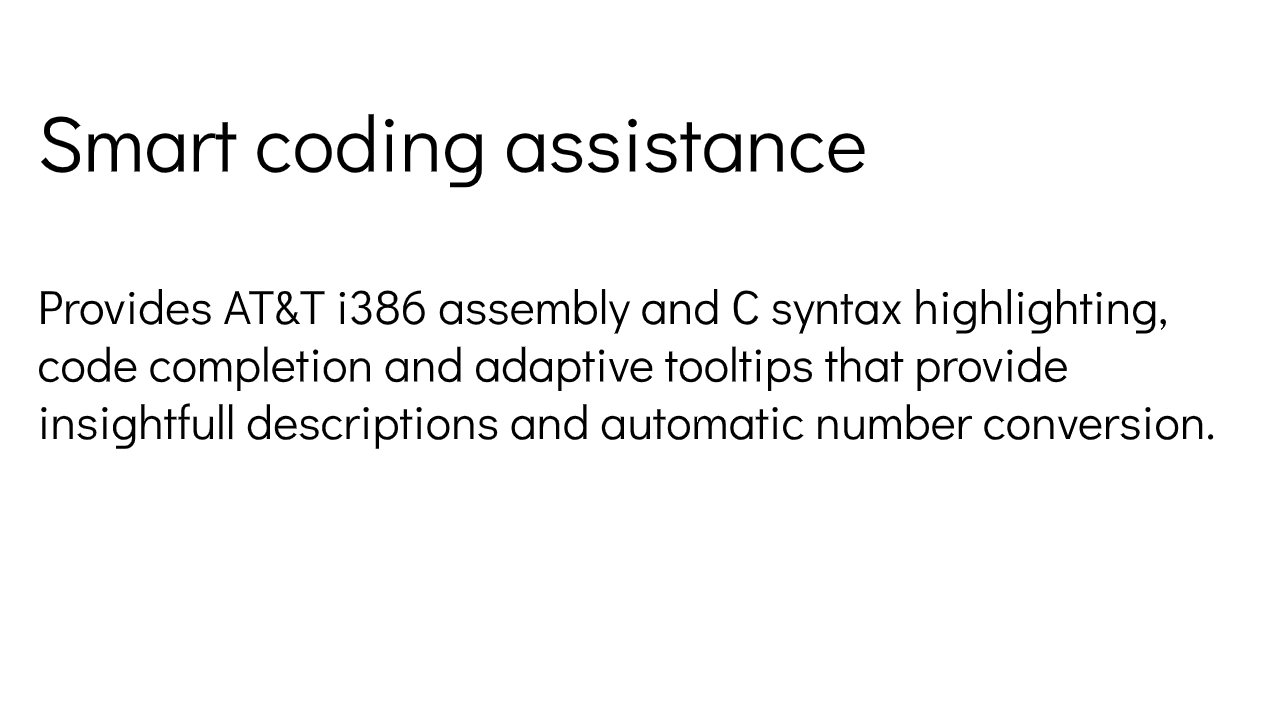 Smart coding assistance
Provides AT&T i386 assembly and C syntax highlighting,
code completion and adaptive tooltips that provide
insightfull descriptions and automatic number conversion.